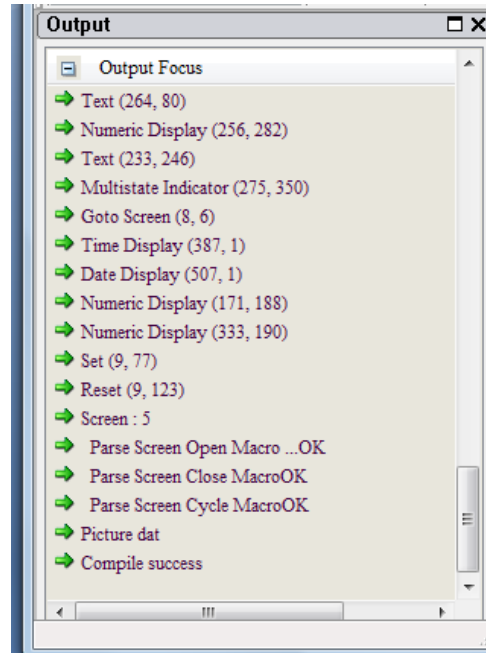 Output
Output Focus
Text (264, 80)
Numeric Display (256, 282)
Text (233, 246)
Multistate Indicator (275, 350)
Goto Screen (8, 6)
Time Display (387, 1)
Date Display (507, 1)
Numeric Display (171, 188)
Numeric Display (333, 190)
Set (9, 77)
Reset (9, 123)
Screen : 5
Parse Screen Open Macro ...OK
Parse Screen Close MacroOK
Parse Screen Cycle MacroOK
Picture dat
Compile success